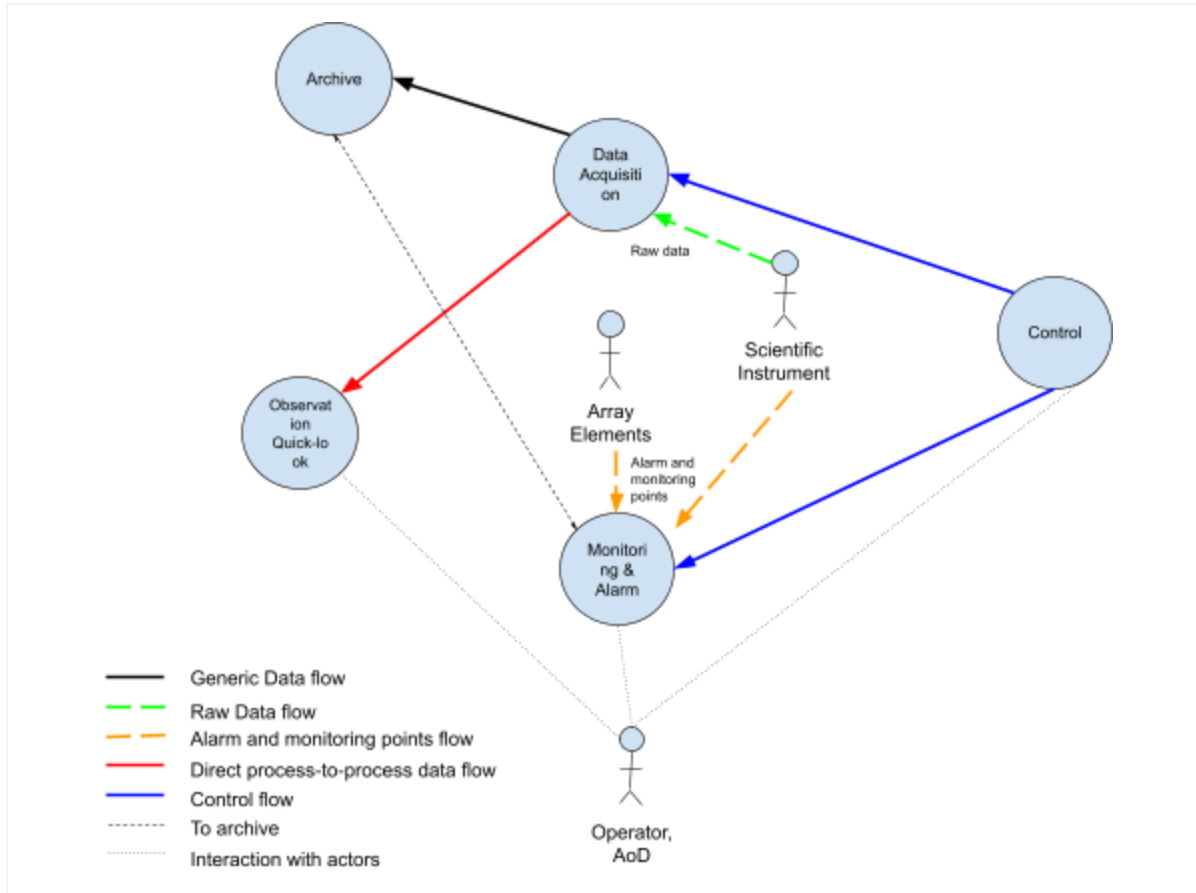 Archive
Data
Acquisiti
on
Raw data
Scientific
Instrument
Control
Array
Elements
Observat
ion
Quick-lo
ok
Alarm and
monitoring
points
Monitori
ng &
Alarm
Generic Data flow
Raw Data flow
Alarm and monitoring points flow
Direct process-to-process data flow
Control flow
To archive
Interaction with actors
Operator,
AoD